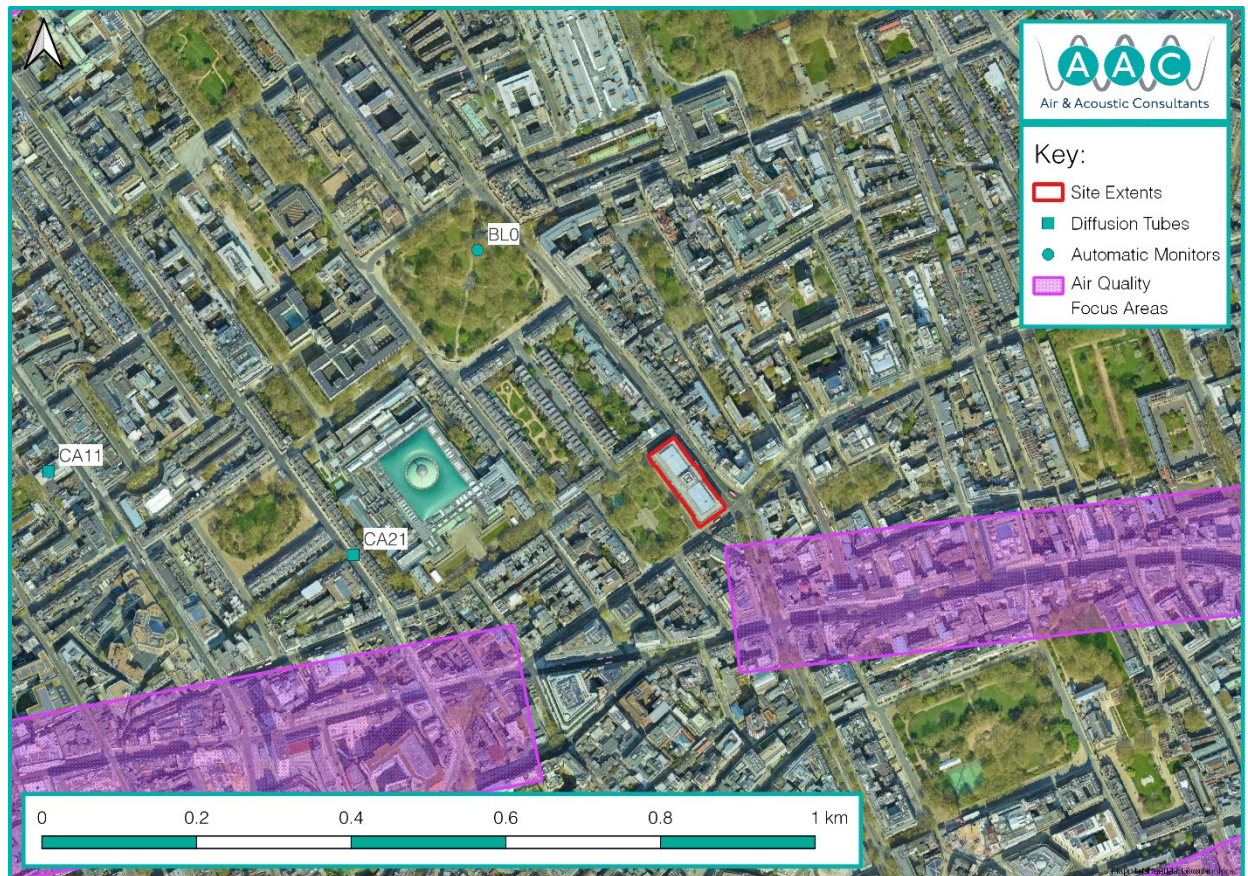 AAC
Air & Acoustic Consultants
Key:
Site Extents
Diffusion Tubes
Automatic Monitors
Air Quality
Focus Areas
BL0
CA11
CA21
0 0.2 0.4 0.6 0.8 1 km